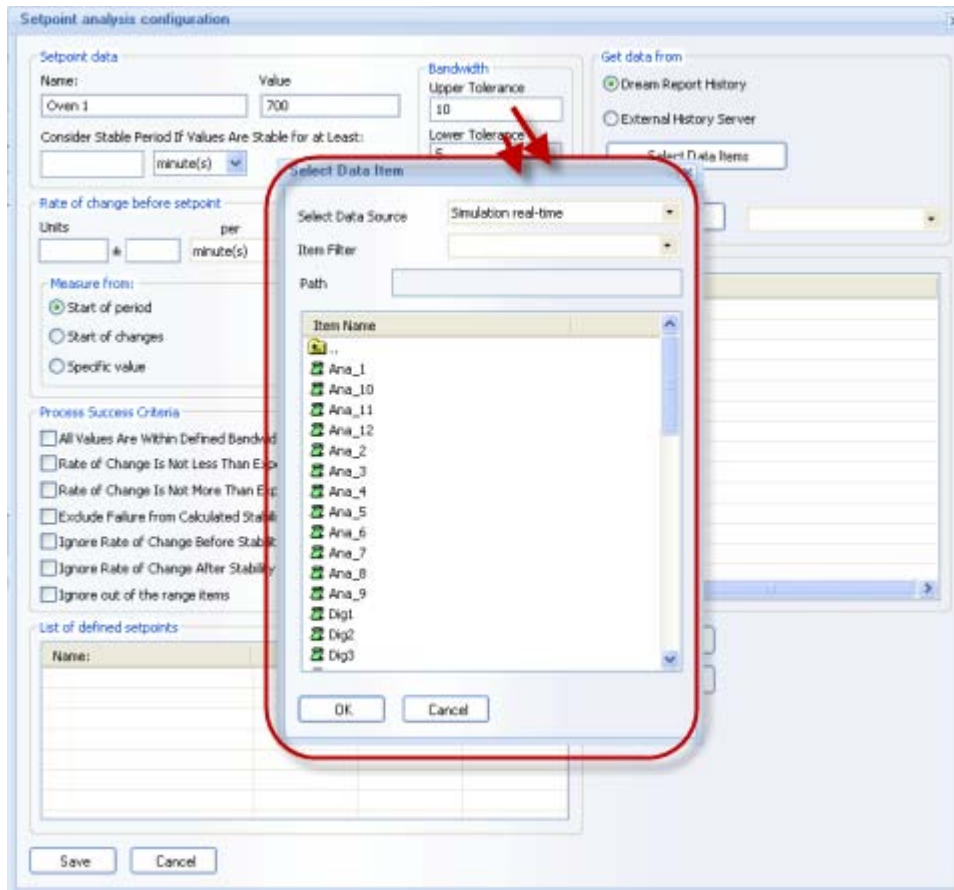 Setpoint analysis configuration
Setpoint data
Name:
Value
Oven 1
700
Consider Stable Period If Values Are Stable for at Least:
minute(s)
Bandwidth
Upper Tolerance
10
Lower Tolerance
5
Get data from
Dream Report History
External History Server
Select Data Items
Rate of change before setpoint
Units
per
minute(s)
Measure from:
Start of period
Start of changes
Specific value
Process Success Criteria
All Values Are Within Defined
Rate of Change Is Not Less Than
Rate of Change Is Not More Than
Exclude Failure from Calculated
Ignore Rate of Change Before
Ignore Rate of Change After Stability
Ignore out of the range items
List of defined setpoints
Name:
Save
Cancel
Select Data Item
Select Data Source
Simulation real-time
Item Filter
Path
Item Name
..
Ana_1
Ana_10
Ana_11
Ana_12
Ana_2
Ana_3
Ana_4
Ana_5
Ana_6
Ana_7
Ana_8
Ana_9
Dig1
Dig2
Dig3
OK
Cancel